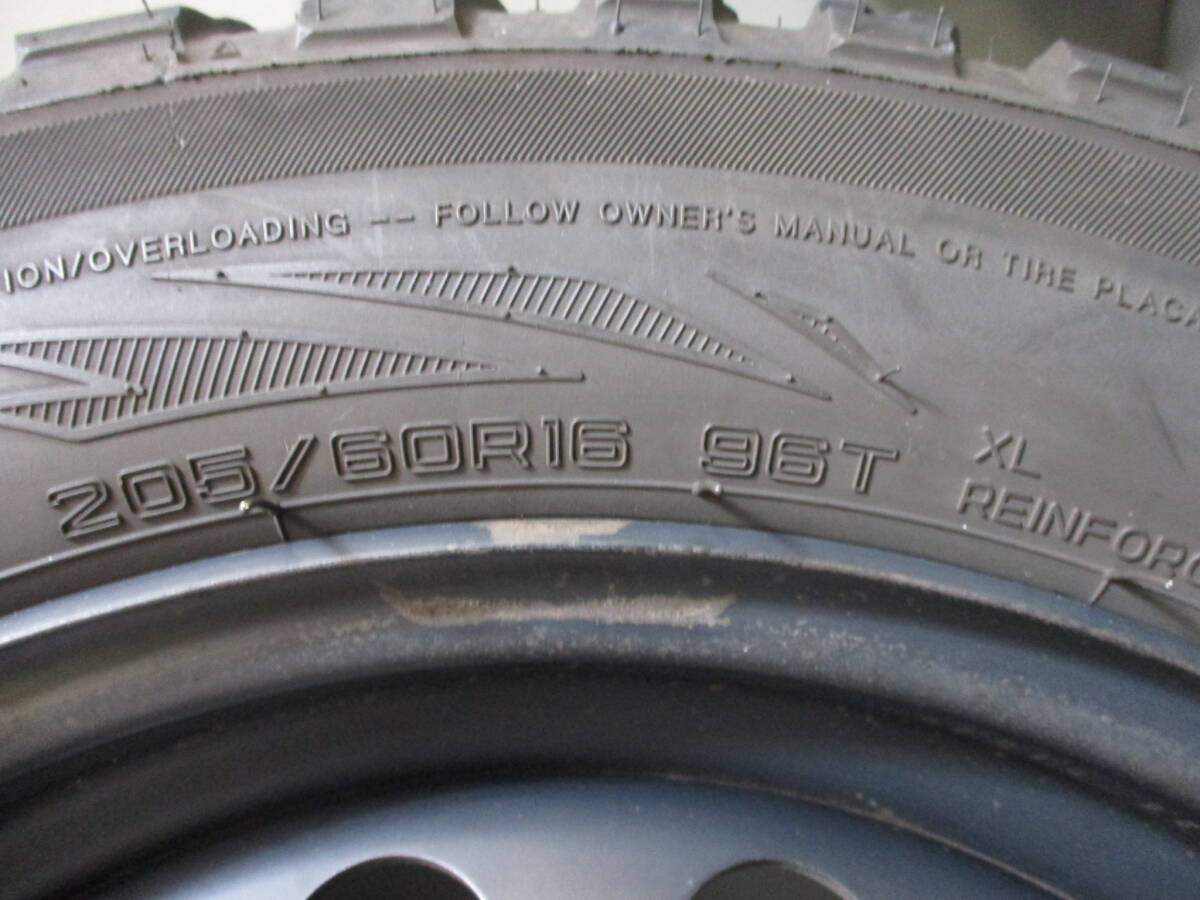 ION/OVERLOADING -- FOLLOW OWNER'S MANUAL OR TIRE PLACA
205/60R16 96T XL
REINFORC